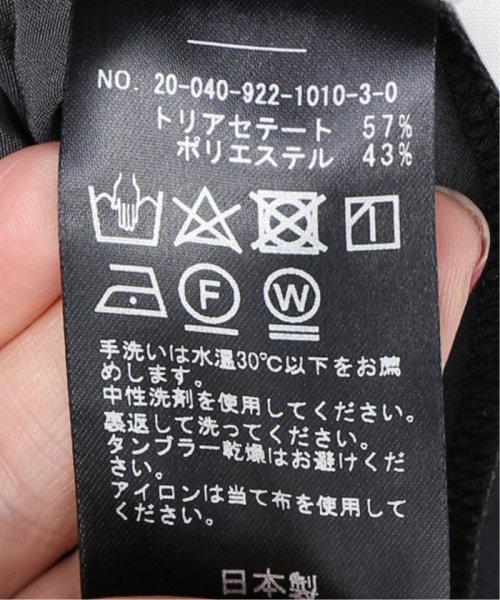 NO. 20-040-922-1010-3-0
トリアセテート 57%
ポリエステル 43%
F
W
手洗いは水温30℃以下をお薦
めします。
中性洗剤を使用してください。
裏返して洗ってください。
タンブラー乾燥はお避けくだ
さい。
アイロンは当て布を使用して
ください。
日本